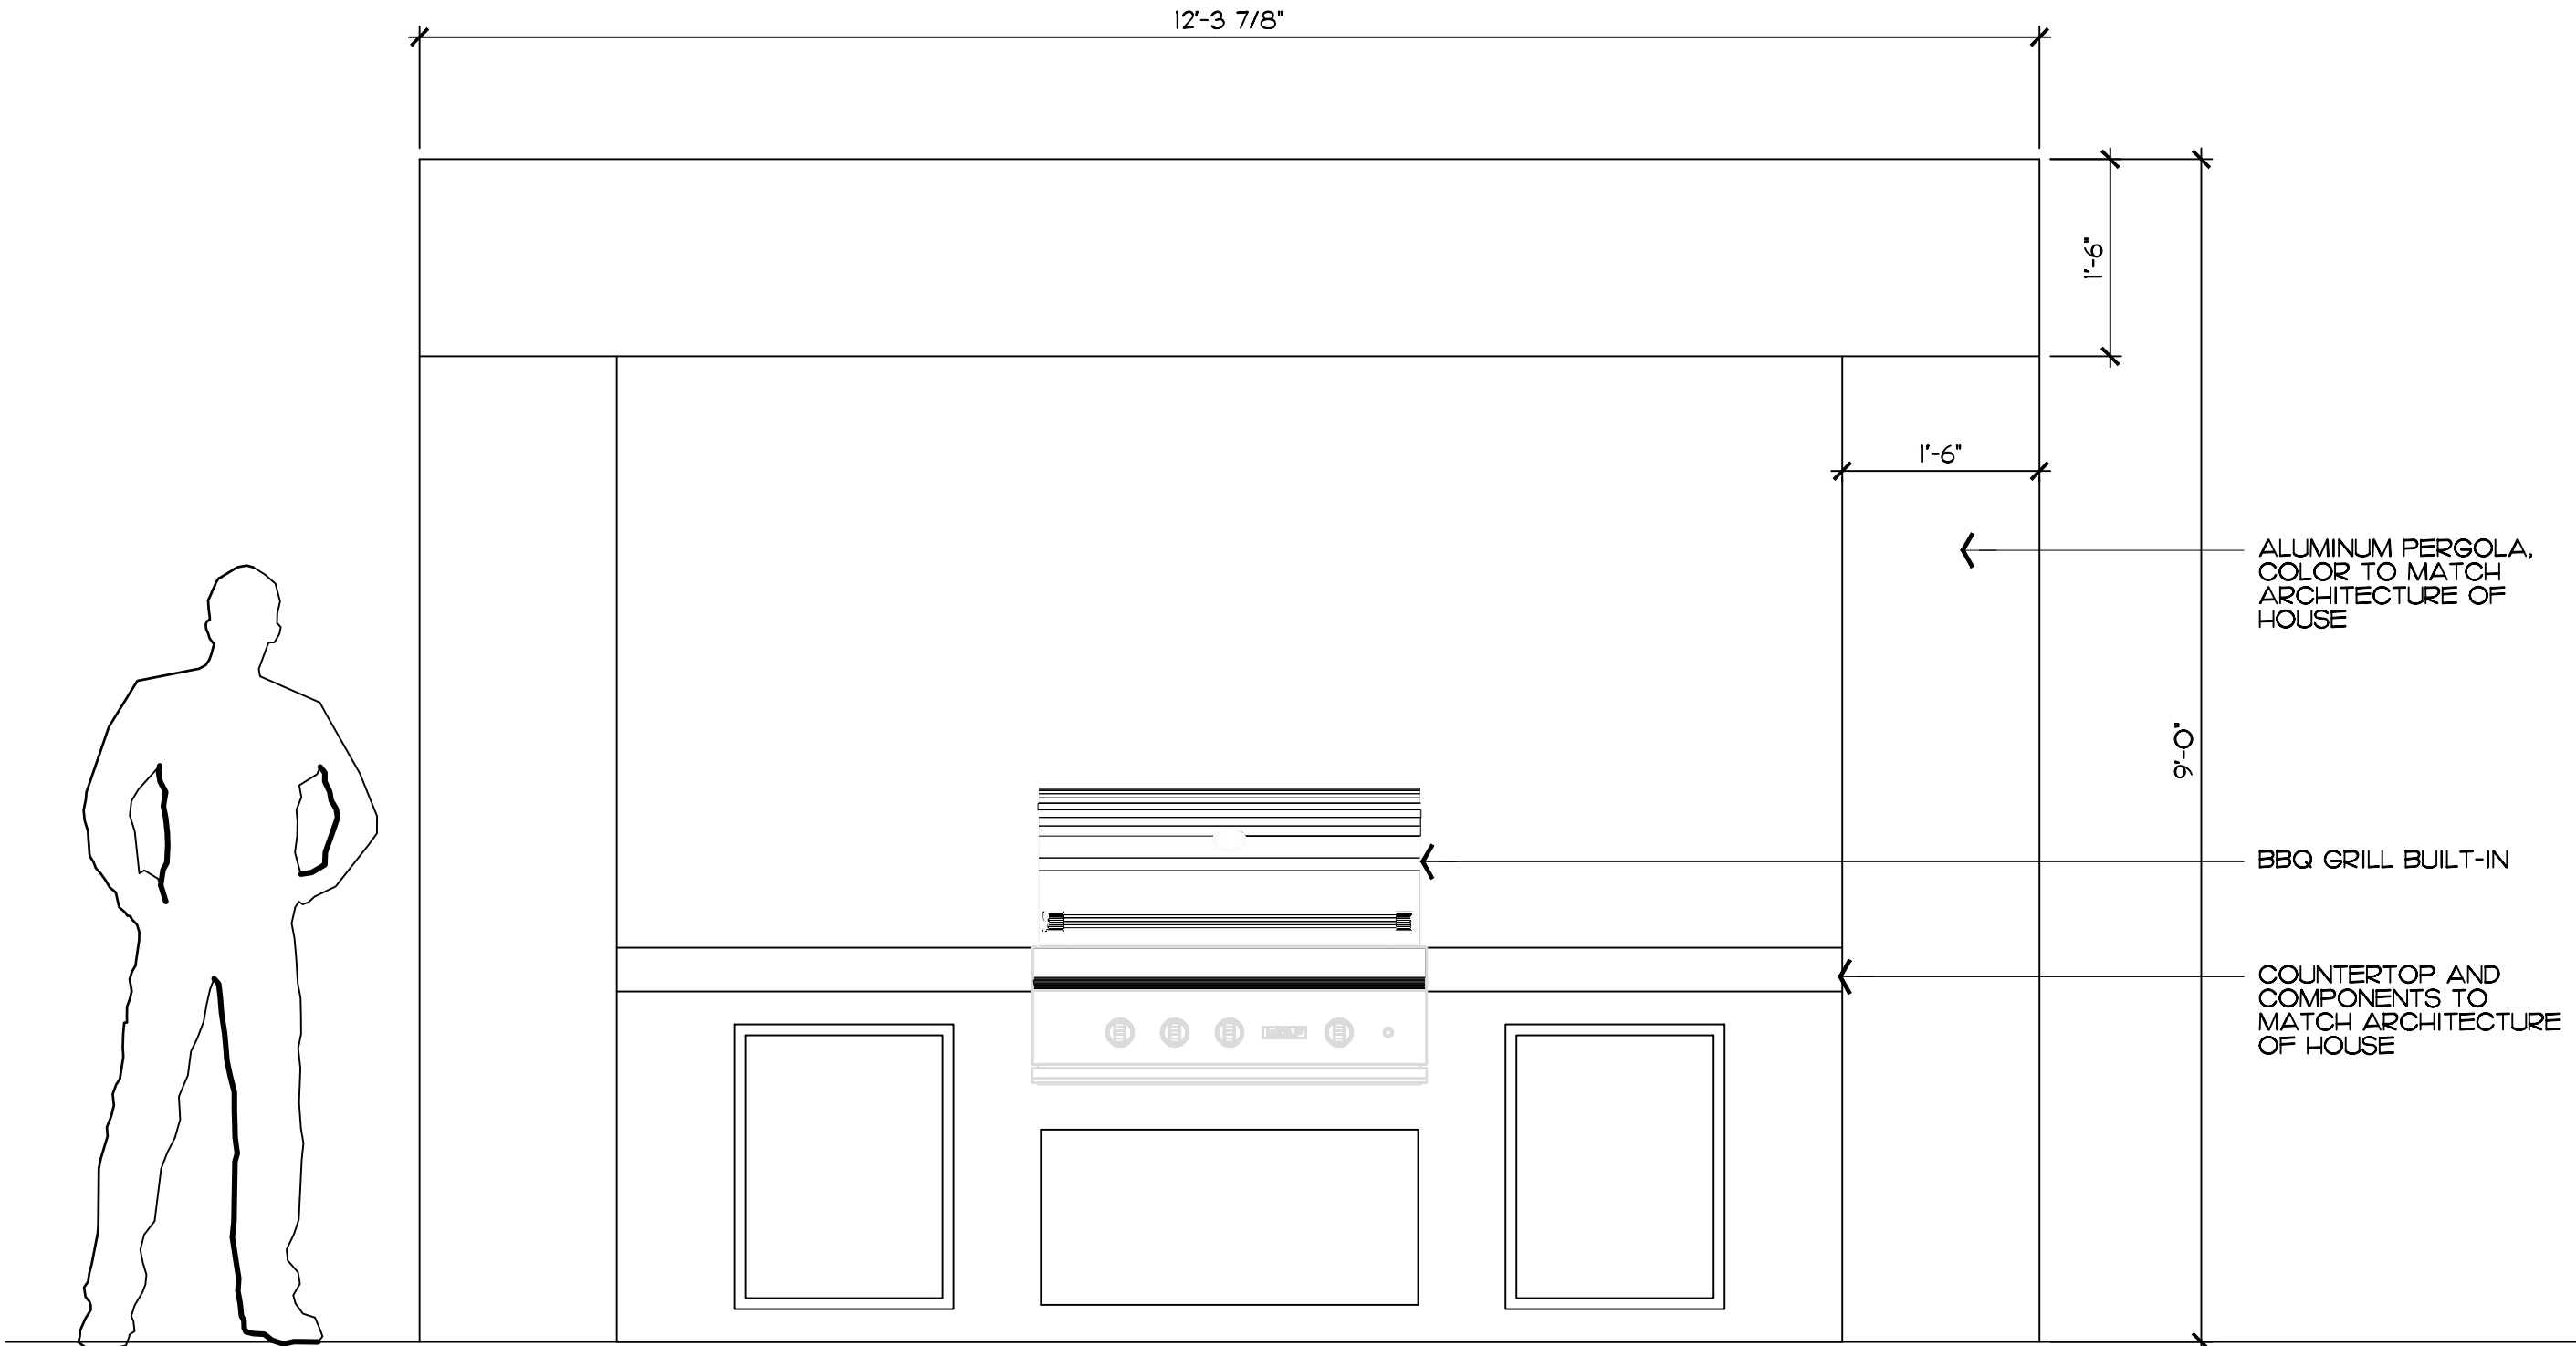 12'-3 7/8"
1'-6"
1'-6"
ALUMINUM PERGOLA,
COLOR TO MATCH
ARCHITECTURE OF
HOUSE
9'-0"
BBQ GRILL BUILT-IN
COUNTERTOP AND
COMPONENTS TO
MATCH ARCHITECTURE
OF HOUSE